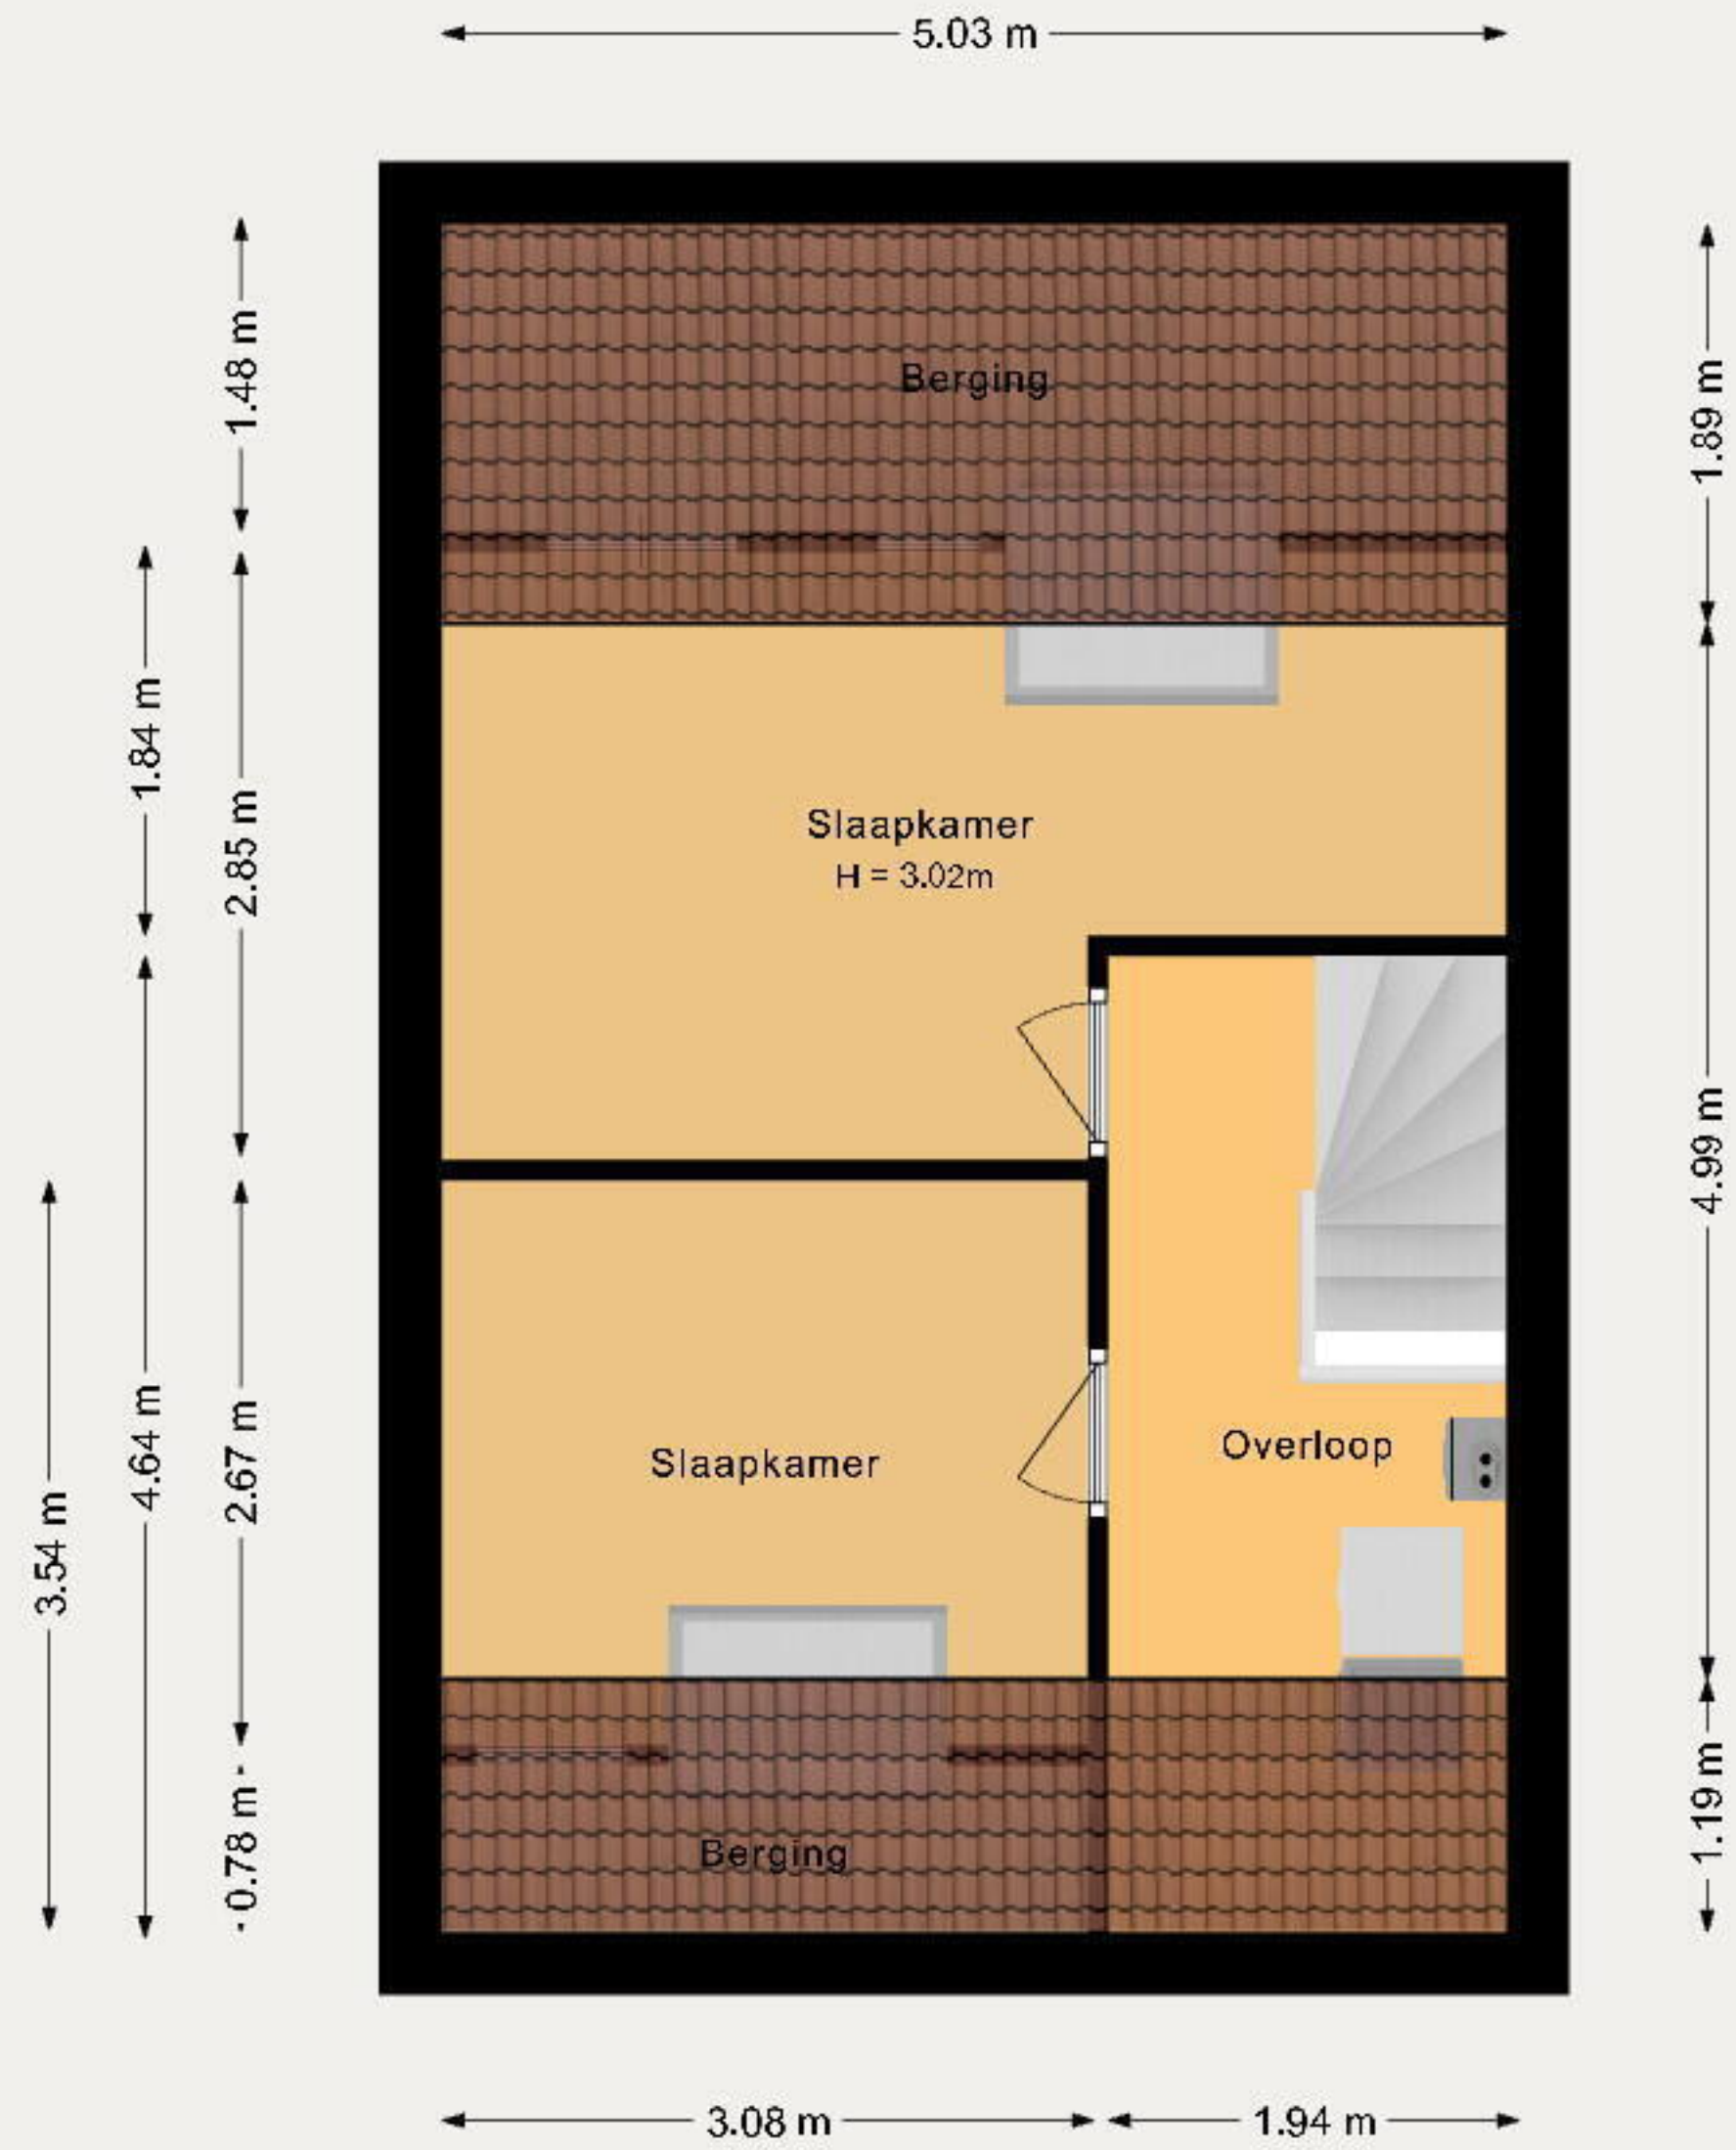 5.03 m
1.48 m
1.89 m
Berging
1.84 m
2.85 m
Slaapkamer
H = 3.02m
4.99 m
4.64 m
2.67 m
3.54 m
Slaapkamer
Overloop
0.78 m
1.19 m
Berging
3.08 m
1.94 m